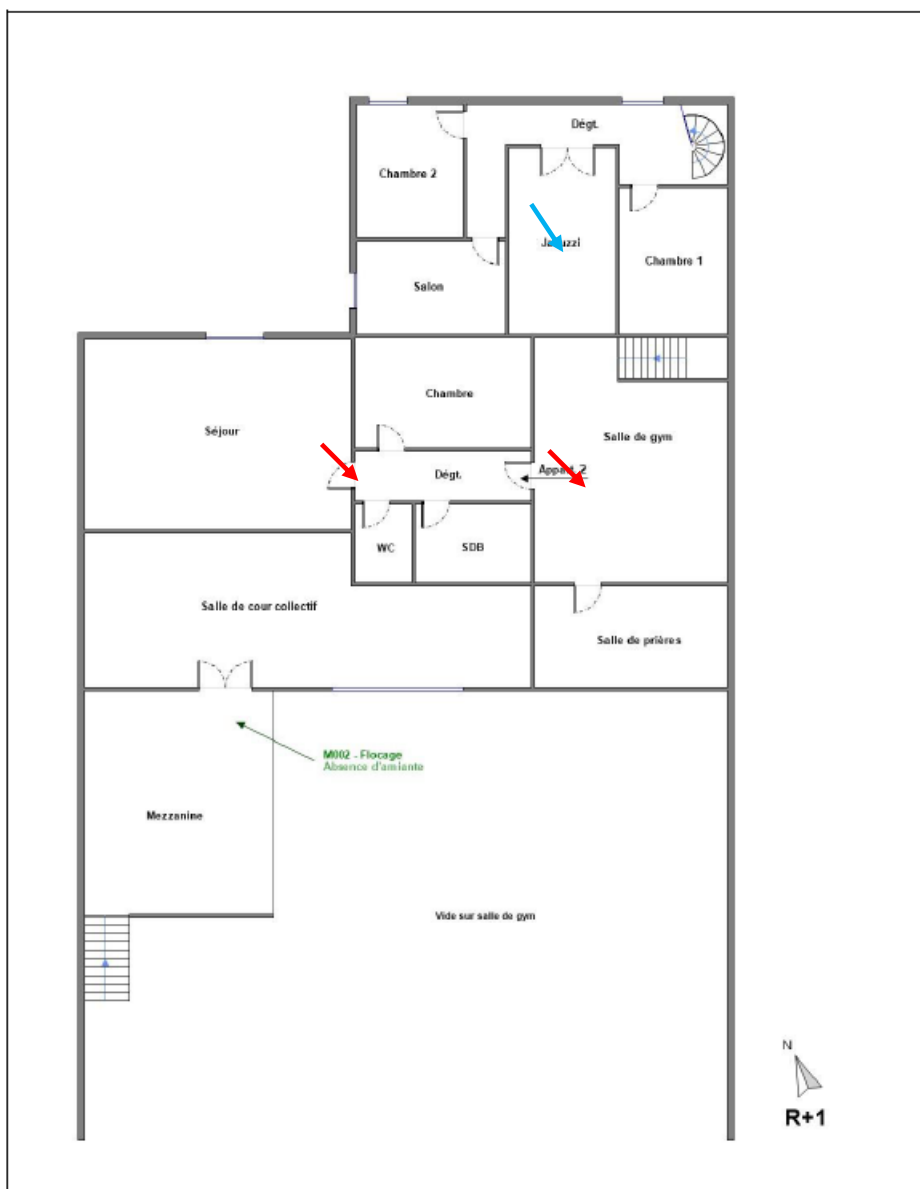 Dégt.
Chambre 2
Jacuzzi
Chambre 1
Salon
Chambre
Séjour
Salle de gym
Dégt.
Appart. 2
WC
SDB
Salle de cour collectif
Salle de prières
M002 - Flocage
Absence d'amiante
Mezzanine
Vide sur salle de gym
N
R+1